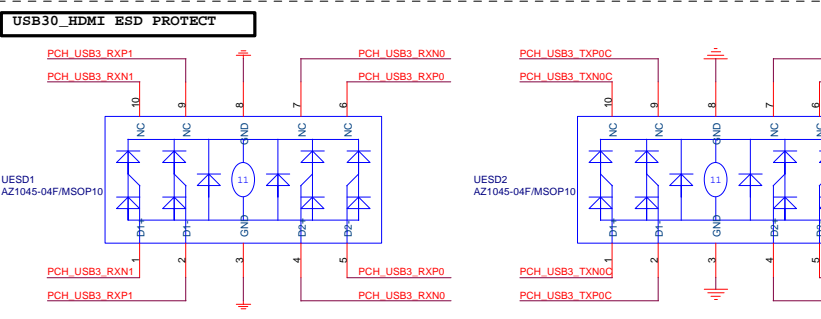 USB30_HDMI ESD PROTECT
PCH_USB3_RXP1
PCH_USB3_RXN0
PCH_USB3_TXP0C
PCH_USB3_RXN1
PCH_USB3_RXP0
PCH_USB3_TXN0C
10 9 8 7 6
10 9 8 7 6
NC NC GND NC NC
NC NC GND NC NC
UESD1
AZ1045-04F/MSOP10
11
UESD2
AZ1045-04F/MSOP10
11
D1+ D1- GND D2+ D2-
D1+ D1- GND D2+
1 2 3 4 5
1 2 3 4 5
PCH_USB3_RXN1
PCH_USB3_RXP0
PCH_USB3_TXN0C
PCH_USB3_RXP1
PCH_USB3_RXN0
PCH_USB3_TXP0C